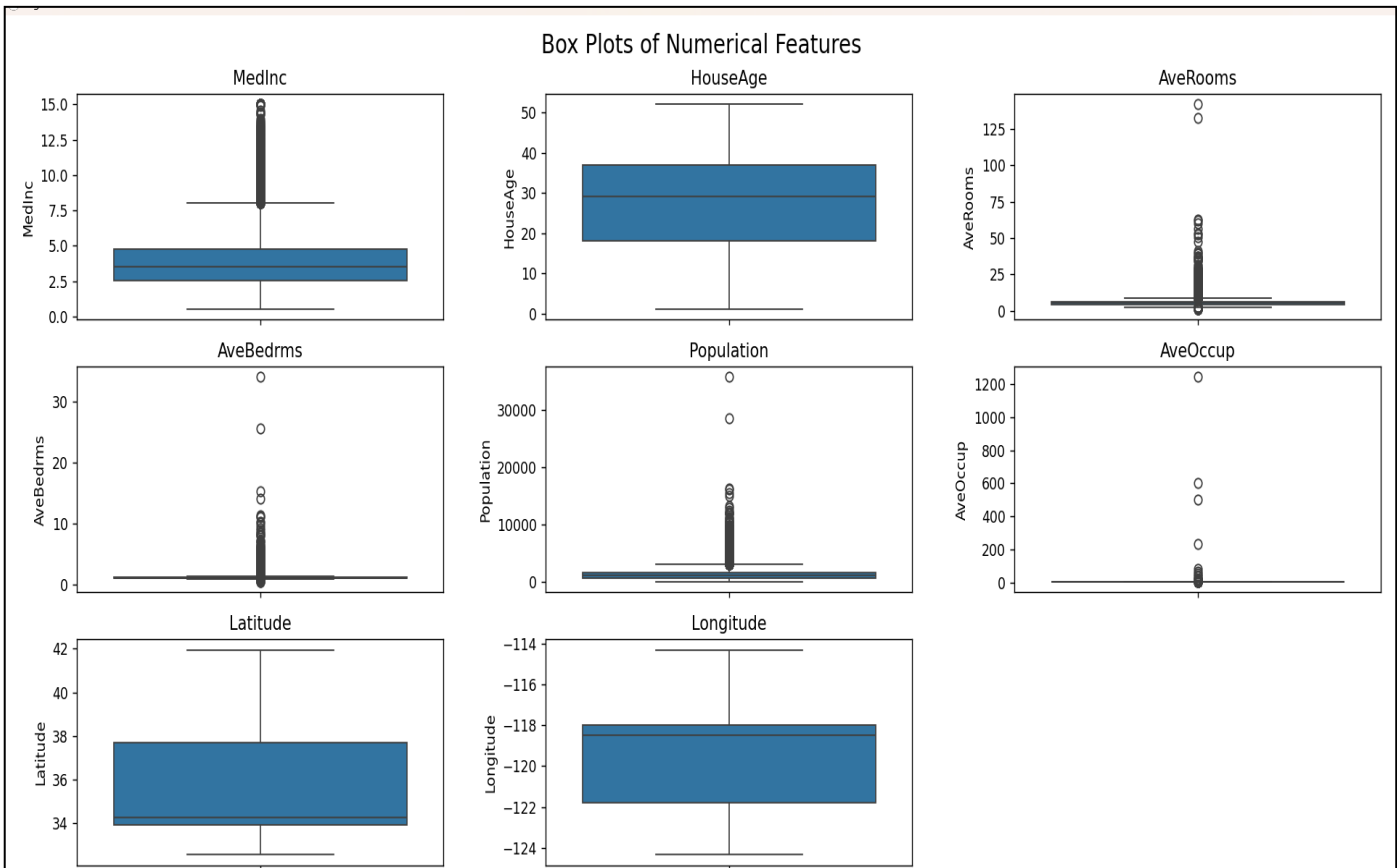 Box Plots of Numerical Features
MedInc
HouseAge
AveRooms
MedInc
15.0
12.5
10.0
7.5
5.0
2.5
0.0
HouseAge
50
40
30
20
10
0
AveRooms
125
100
75
50
25
0
AveBedrms
Population
AveOccup
AveBedrms
30
20
10
0
Population
30000
20000
10000
0
AveOccup
1200
1000
800
600
400
200
0
Latitude
Longitude
Latitude
42
40
38
36
34
Longitude
−114
−116
−118
−120
−122
−124